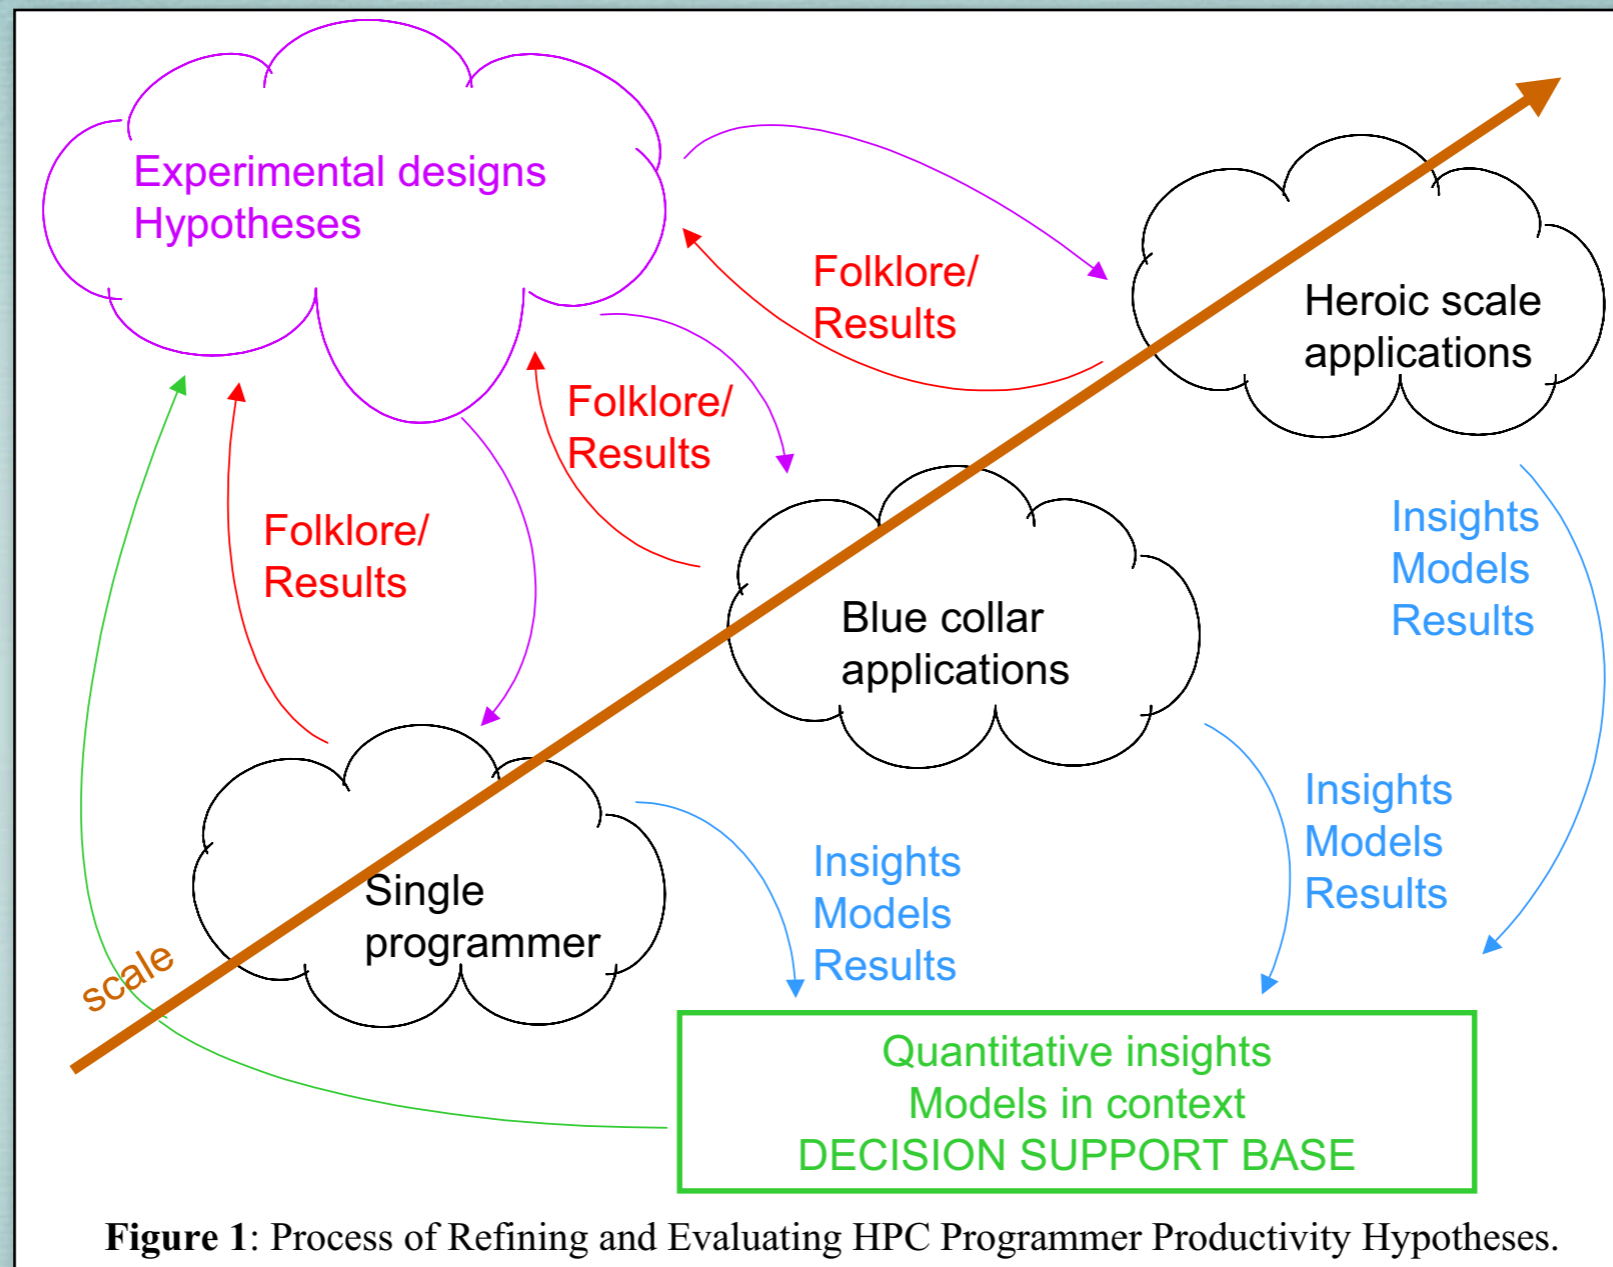 Experimental designs
Hypotheses
Folklore/
Results
Heroic scale
applications
Folklore/
Results
Insights
Models
Results
Folklore/
Results
Blue collar
applications
Insights
Models
Results
Insights
Models
Results
Single
programmer
scale
Quantitative insights
Models in context
DECISION SUPPORT BASE
Figure 1: Process of Refining and Evaluating HPC Programmer Productivity Hypotheses.